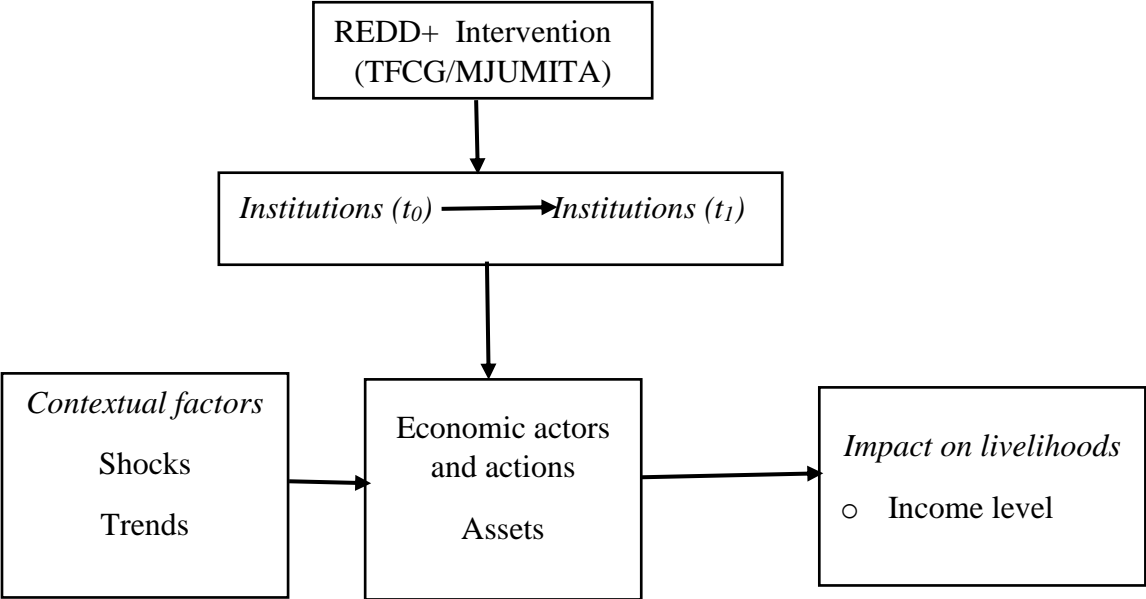 REDD+ Intervention
(TFCG/MJUMITA)
Institutions (t₀) Institutions (t₁)
Contextual factors
Shocks
Trends
Economic actors
and actions
Assets
Impact on livelihoods
o Income level